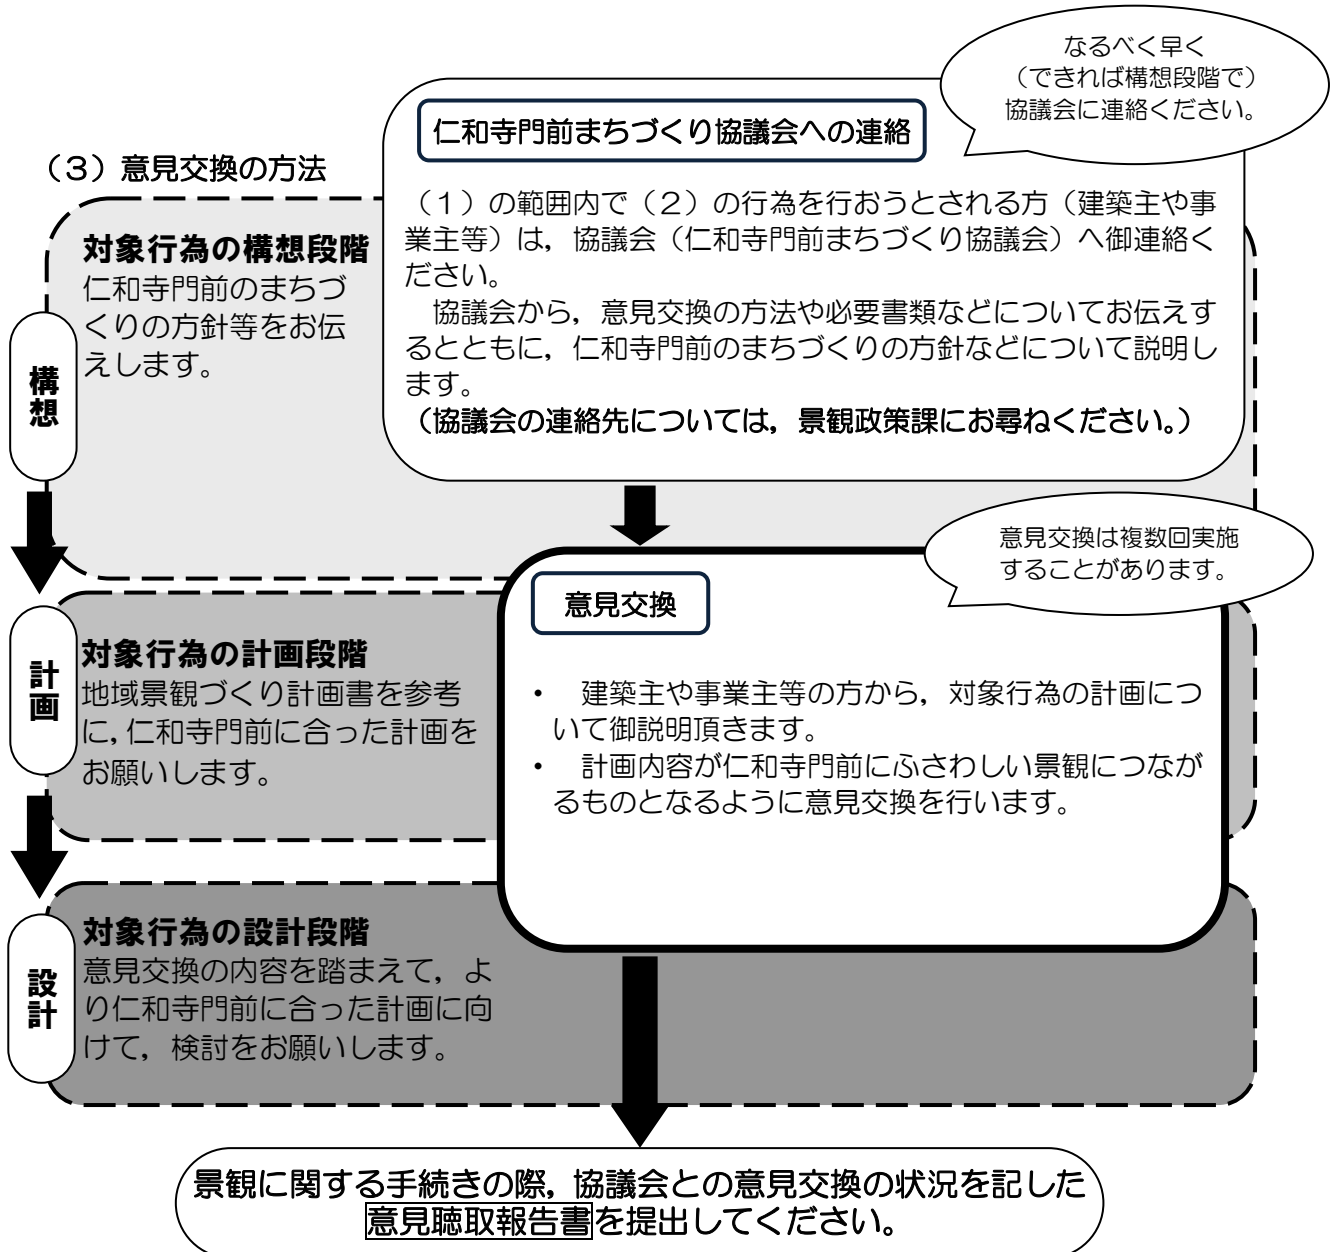 なるべく早く
（できれば構想段階で）
協議会に連絡ください。
仁和寺門前まちづくり協議会への連絡
（３）意見交換の方法
（１）の範囲内で（２）の行為を行おうとされる方（建築主や事
業主等）は，協議会（仁和寺門前まちづくり協議会）へ御連絡く
ださい。
協議会から，意見交換の方法や必要書類などについてお伝えす
るとともに，仁和寺門前のまちづくりの方針などについて説明し
ます。
（協議会の連絡先については，景観政策課にお尋ねください。）
対象行為の構想段階
仁和寺門前のまちづ
くりの方針等をお伝
えします。
構想
意見交換は複数回実施
することがあります。
意見交換
・　建築主や事業主等の方から，対象行為の計画につ
いて御説明頂きます。
・　計画内容が仁和寺門前にふさわしい景観につなが
るものとなるように意見交換を行います。
対象行為の計画段階
地域景観づくり計画書を参考
に，仁和寺門前に合った計画を
お願いします。
計画
対象行為の設計段階
意見交換の内容を踏まえて，よ
り仁和寺門前に合った計画に向
けて，検討をお願いします。
設計
景観に関する手続きの際，協議会との意見交換の状況を記した
意見聴取報告書を提出してください。